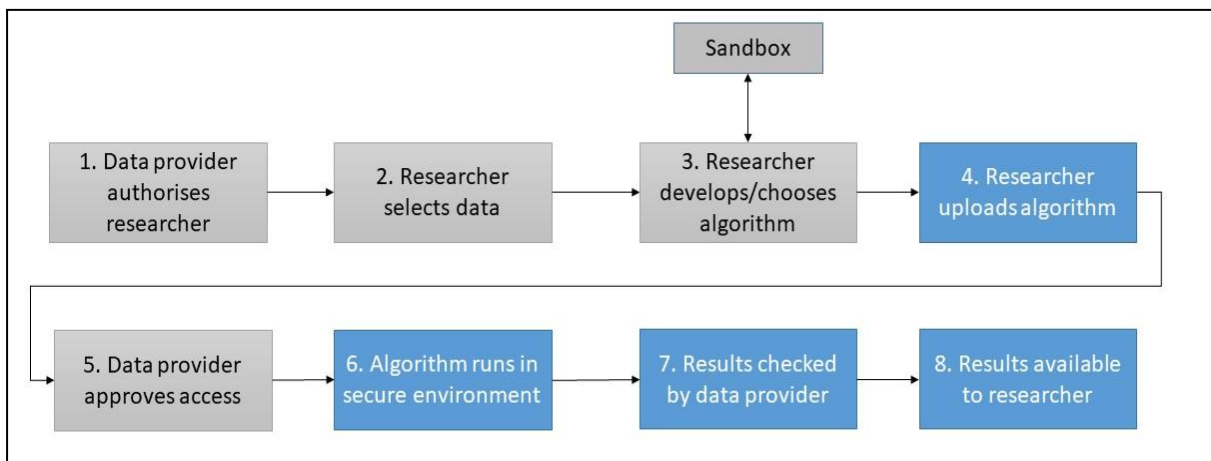 Sandbox
1. Data provider
authorises
researcher
2. Researcher
selects data
3. Researcher
develops/chooses
algorithm
4. Researcher
uploads algorithm
5. Data provider
approves access
6. Algorithm runs in
secure environment
7. Results checked
by data provider
8. Results available
to researcher